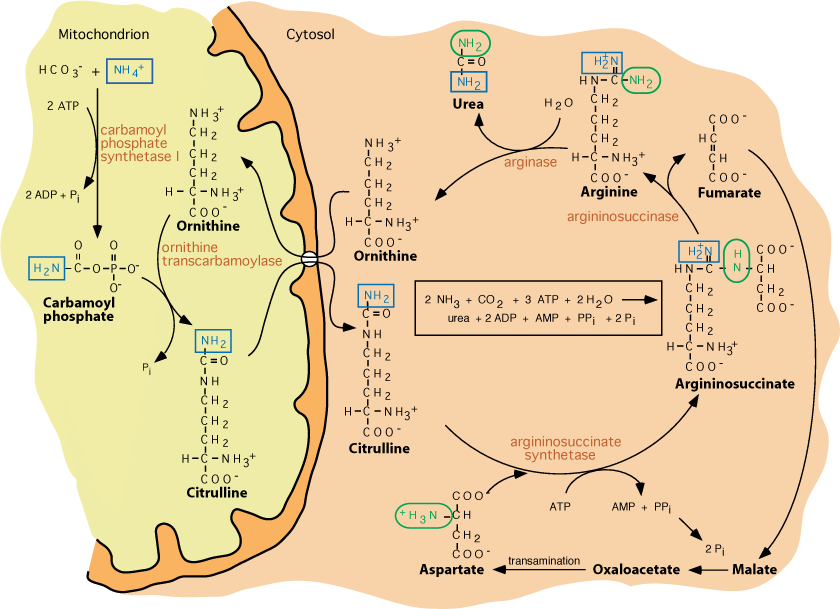 Mitochondrion
HCO₃⁻ + NH₄⁺
2 ATP
carbamoyl
phosphate
synthetase I
2 ADP + Pi
H₂N–C–O–P–O⁻
O
O
O⁻
Carbamoyl
phosphate
NH₃⁺
CH₂
CH₂
CH₂
H–C–NH₃⁺
COO⁻
Ornithine
ornithine
transcarbamoylase
Pi
NH₂
C=O
NH
CH₂
CH₂
CH₂
H–C–NH₃⁺
COO⁻
Citrulline
Cytosol
NH₃⁺
CH₂
CH₂
CH₂
H–C–NH₃⁺
COO⁻
Ornithine
NH₂
C=O
NH
CH₂
CH₂
CH₂
H–C–NH₃⁺
COO⁻
Citrulline
NH₂
C=O
NH₂
Urea
H₂O
arginase
H₂⁺N
HN–C–NH₂
CH₂
CH₂
CH₂
H–C–NH₃⁺
COO⁻
Arginine
argininosuccinase
COO⁻
CH
HC
COO⁻
Fumarate
2 NH₃ + CO₂ + 3 ATP + 2 H₂O →
urea + 2 ADP + AMP + PPi + 2 Pi
H₂⁺N
HN–C–N–CH
H
COO⁻
CH₂
COO⁻
CH₂
CH₂
CH₂
H–C–NH₃⁺
COO⁻
Argininosuccinate
argininosuccinate
synthetase
ATP
AMP + PPi
2 Pi
COO⁻
⁺H₃N–CH
CH₂
COO⁻
Aspartate
transamination
Oxaloacetate
Malate